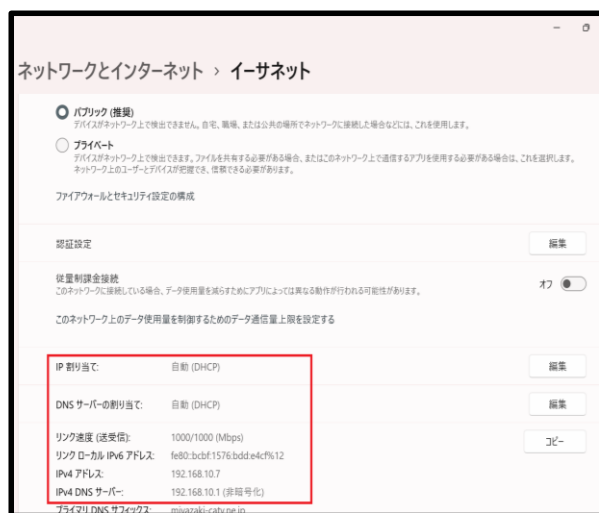 ネットワークとインターネット › イーサネット
パブリック (推奨)
デバイスがネットワーク上で検出できません。自宅、職場、または公共の場所でネットワークに接続した場合などには、これを使用します。
プライベート
デバイスがネットワーク上で検出できます。ファイルを共有する必要がある場合、またはこのネットワーク上で通信するアプリを使用する必要がある場合は、これを選択します。
ネットワーク上のユーザーとデバイスが把握でき、信頼できる必要があります。
ファイアウォールとセキュリティ設定の構成
認証設定 編集
従量制課金接続
このネットワークに接続している場合、データ使用量を減らすためにアプリによっては異なる動作が行われる可能性があります。
オフ
このネットワーク上のデータ使用量を制御するためのデータ通信量上限を設定する
IP 割り当て: 自動 (DHCP) 編集
DNS サーバーの割り当て: 自動 (DHCP) 編集
リンク速度 (送受信): 1000/1000 (Mbps) コピー
リンク ローカル IPv6 アドレス: fe80::bcbf:1576:bdd:e4cf%12
IPv4 アドレス: 192.168.10.7
IPv4 DNS サーバー: 192.168.10.1 (非暗号化)
プライマリ DNS サフィックス: miyazaki-catv.ne.jp